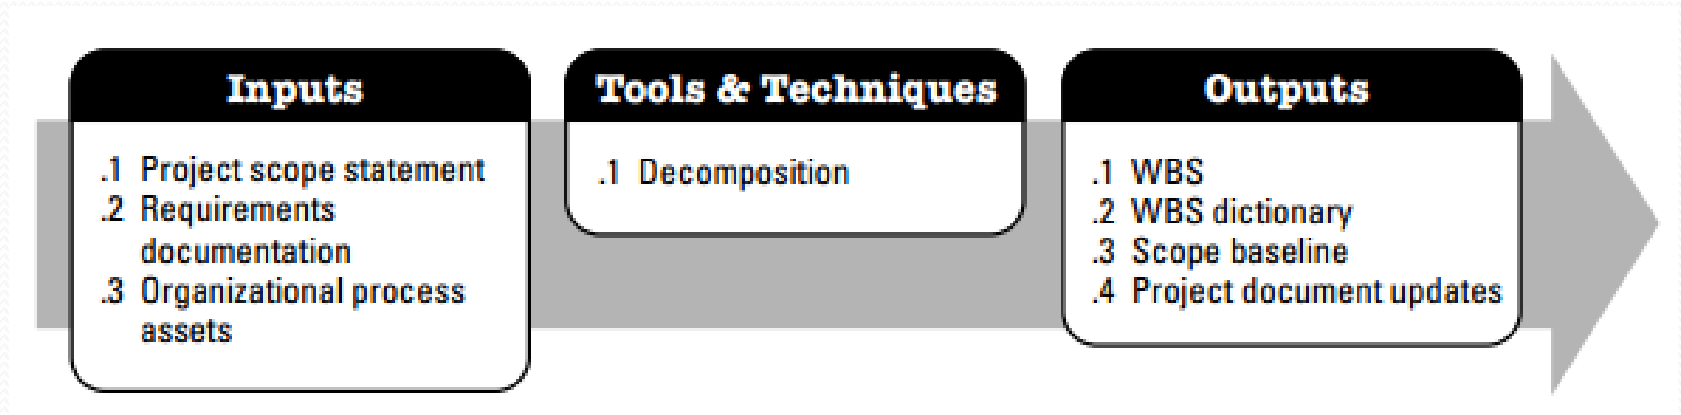 Inputs
.1 Project scope statement
.2 Requirements
documentation
.3 Organizational process
assets
Tools & Techniques
.1 Decomposition
Outputs
.1 WBS
.2 WBS dictionary
.3 Scope baseline
.4 Project document updates